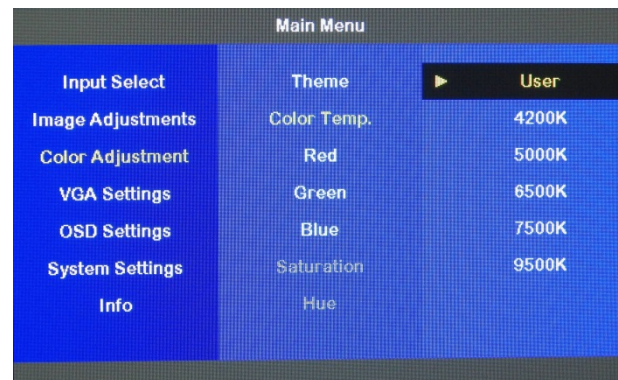 Main Menu
Input Select
Image Adjustments
Color Adjustment
VGA Settings
OSD Settings
System Settings
Info
Theme
Color Temp.
Red
Green
Blue
Saturation
Hue
User
4200K
5000K
6500K
7500K
9500K